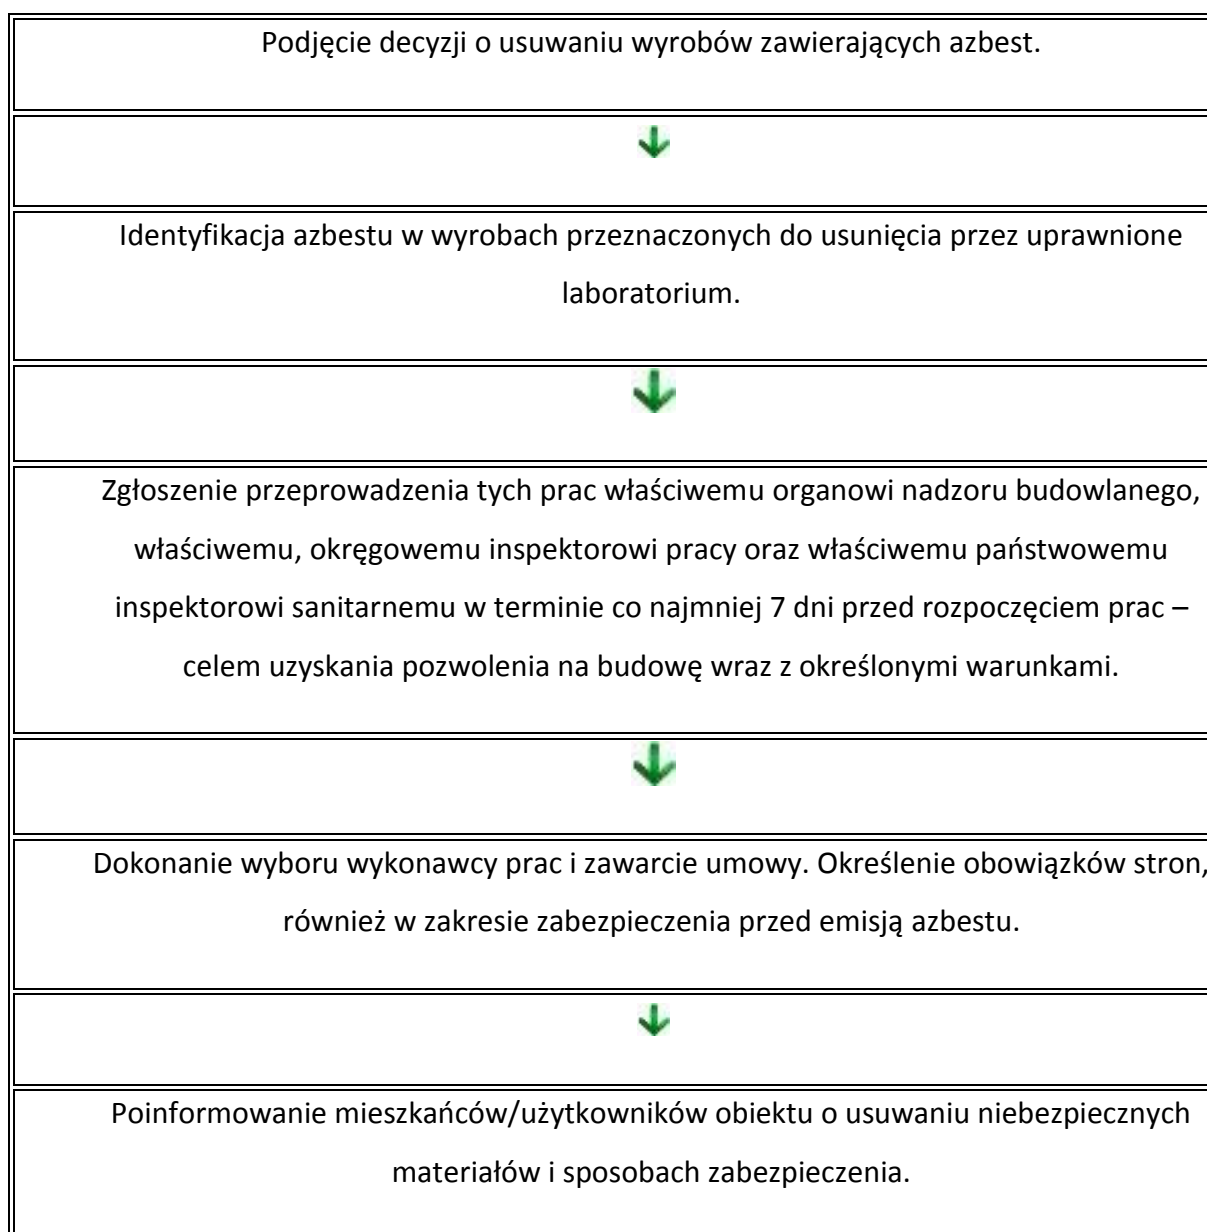 Podjęcie decyzji o usuwaniu wyrobów zawierających azbest.
Identyfikacja azbestu w wyrobach przeznaczonych do usunięcia przez uprawnione
laboratorium.
Zgłoszenie przeprowadzenia tych prac właściwemu organowi nadzoru budowlanego,
właściwemu, okręgowemu inspektorowi pracy oraz właściwemu państwowemu
inspektorowi sanitarnemu w terminie co najmniej 7 dni przed rozpoczęciem prac –
celem uzyskania pozwolenia na budowę wraz z określonymi warunkami.
Dokonanie wyboru wykonawcy prac i zawarcie umowy. Określenie obowiązków stron,
również w zakresie zabezpieczenia przed emisją azbestu.
Poinformowanie mieszkańców/użytkowników obiektu o usuwaniu niebezpiecznych
materiałów i sposobach zabezpieczenia.